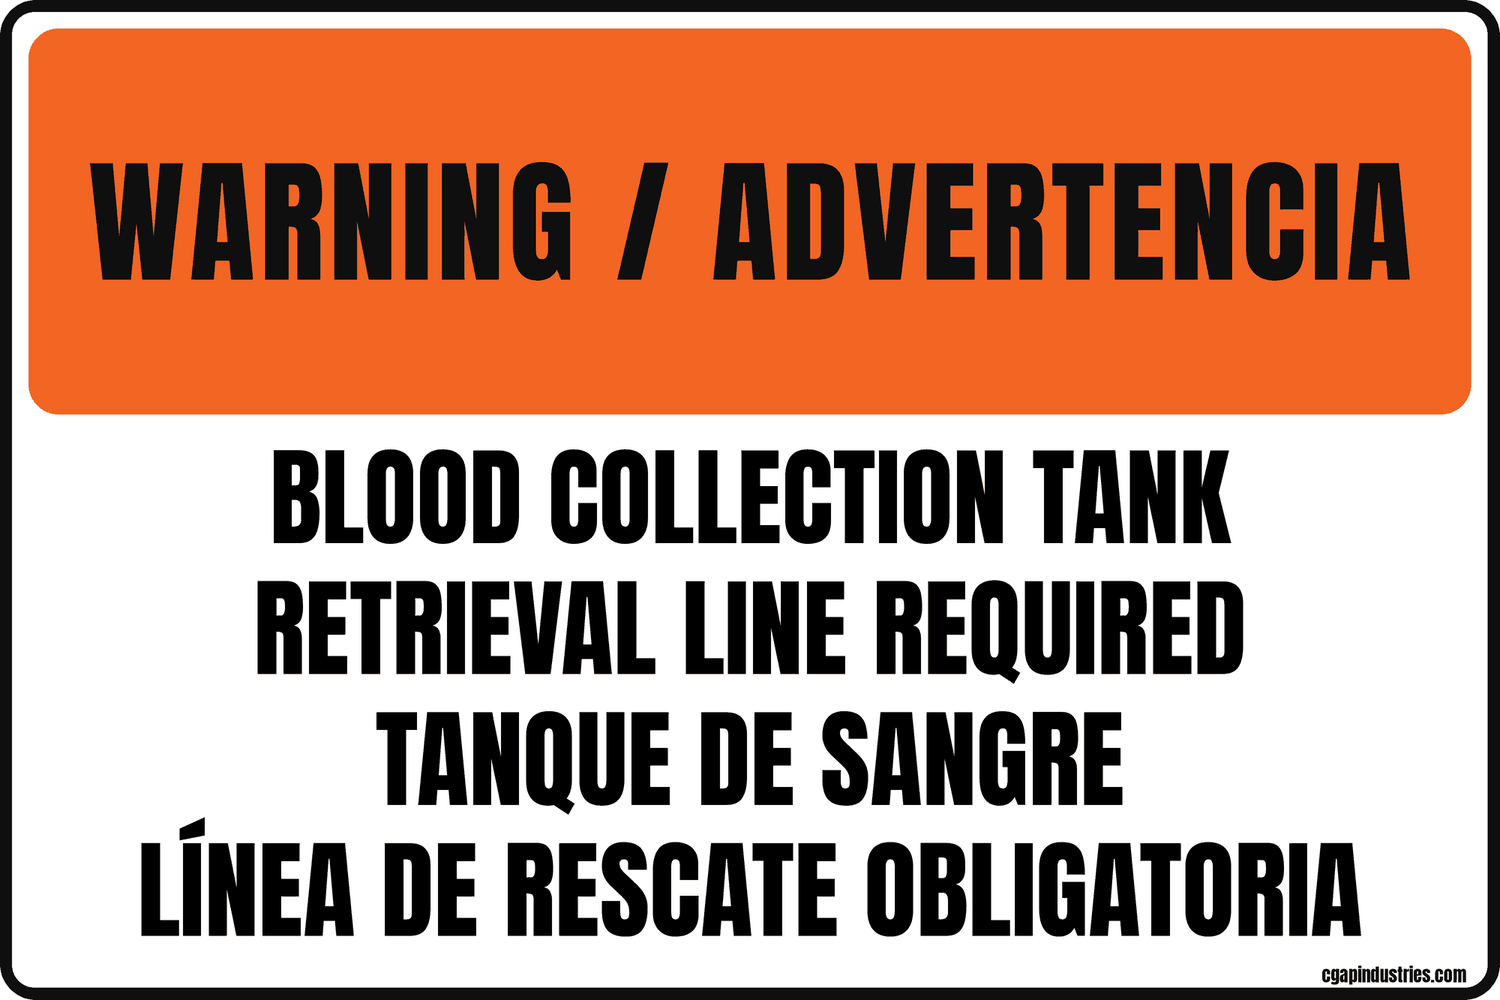 WARNING / ADVERTENCIA
BLOOD COLLECTION TANK
RETRIEVAL LINE REQUIRED
TANQUE DE SANGRE
LÍNEA DE RESCATE OBLIGATORIA
cgapindustries.com